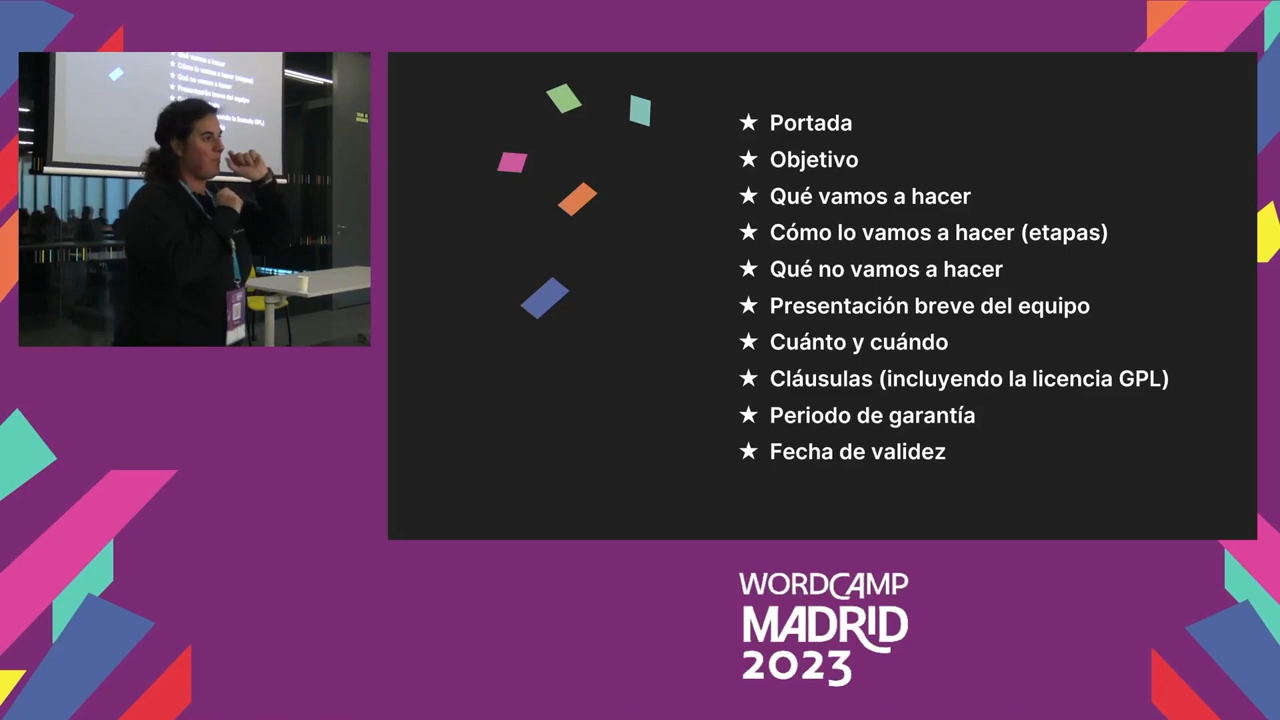 ★ Portada
★ Objetivo
★ Qué vamos a hacer
★ Cómo lo vamos a hacer (etapas)
★ Qué no vamos a hacer
★ Presentación breve del equipo
★ Cuánto y cuándo
★ Cláusulas (incluyendo la licencia GPL)
★ Periodo de garantía
★ Fecha de validez
WORDCAMP
MADRID
2023